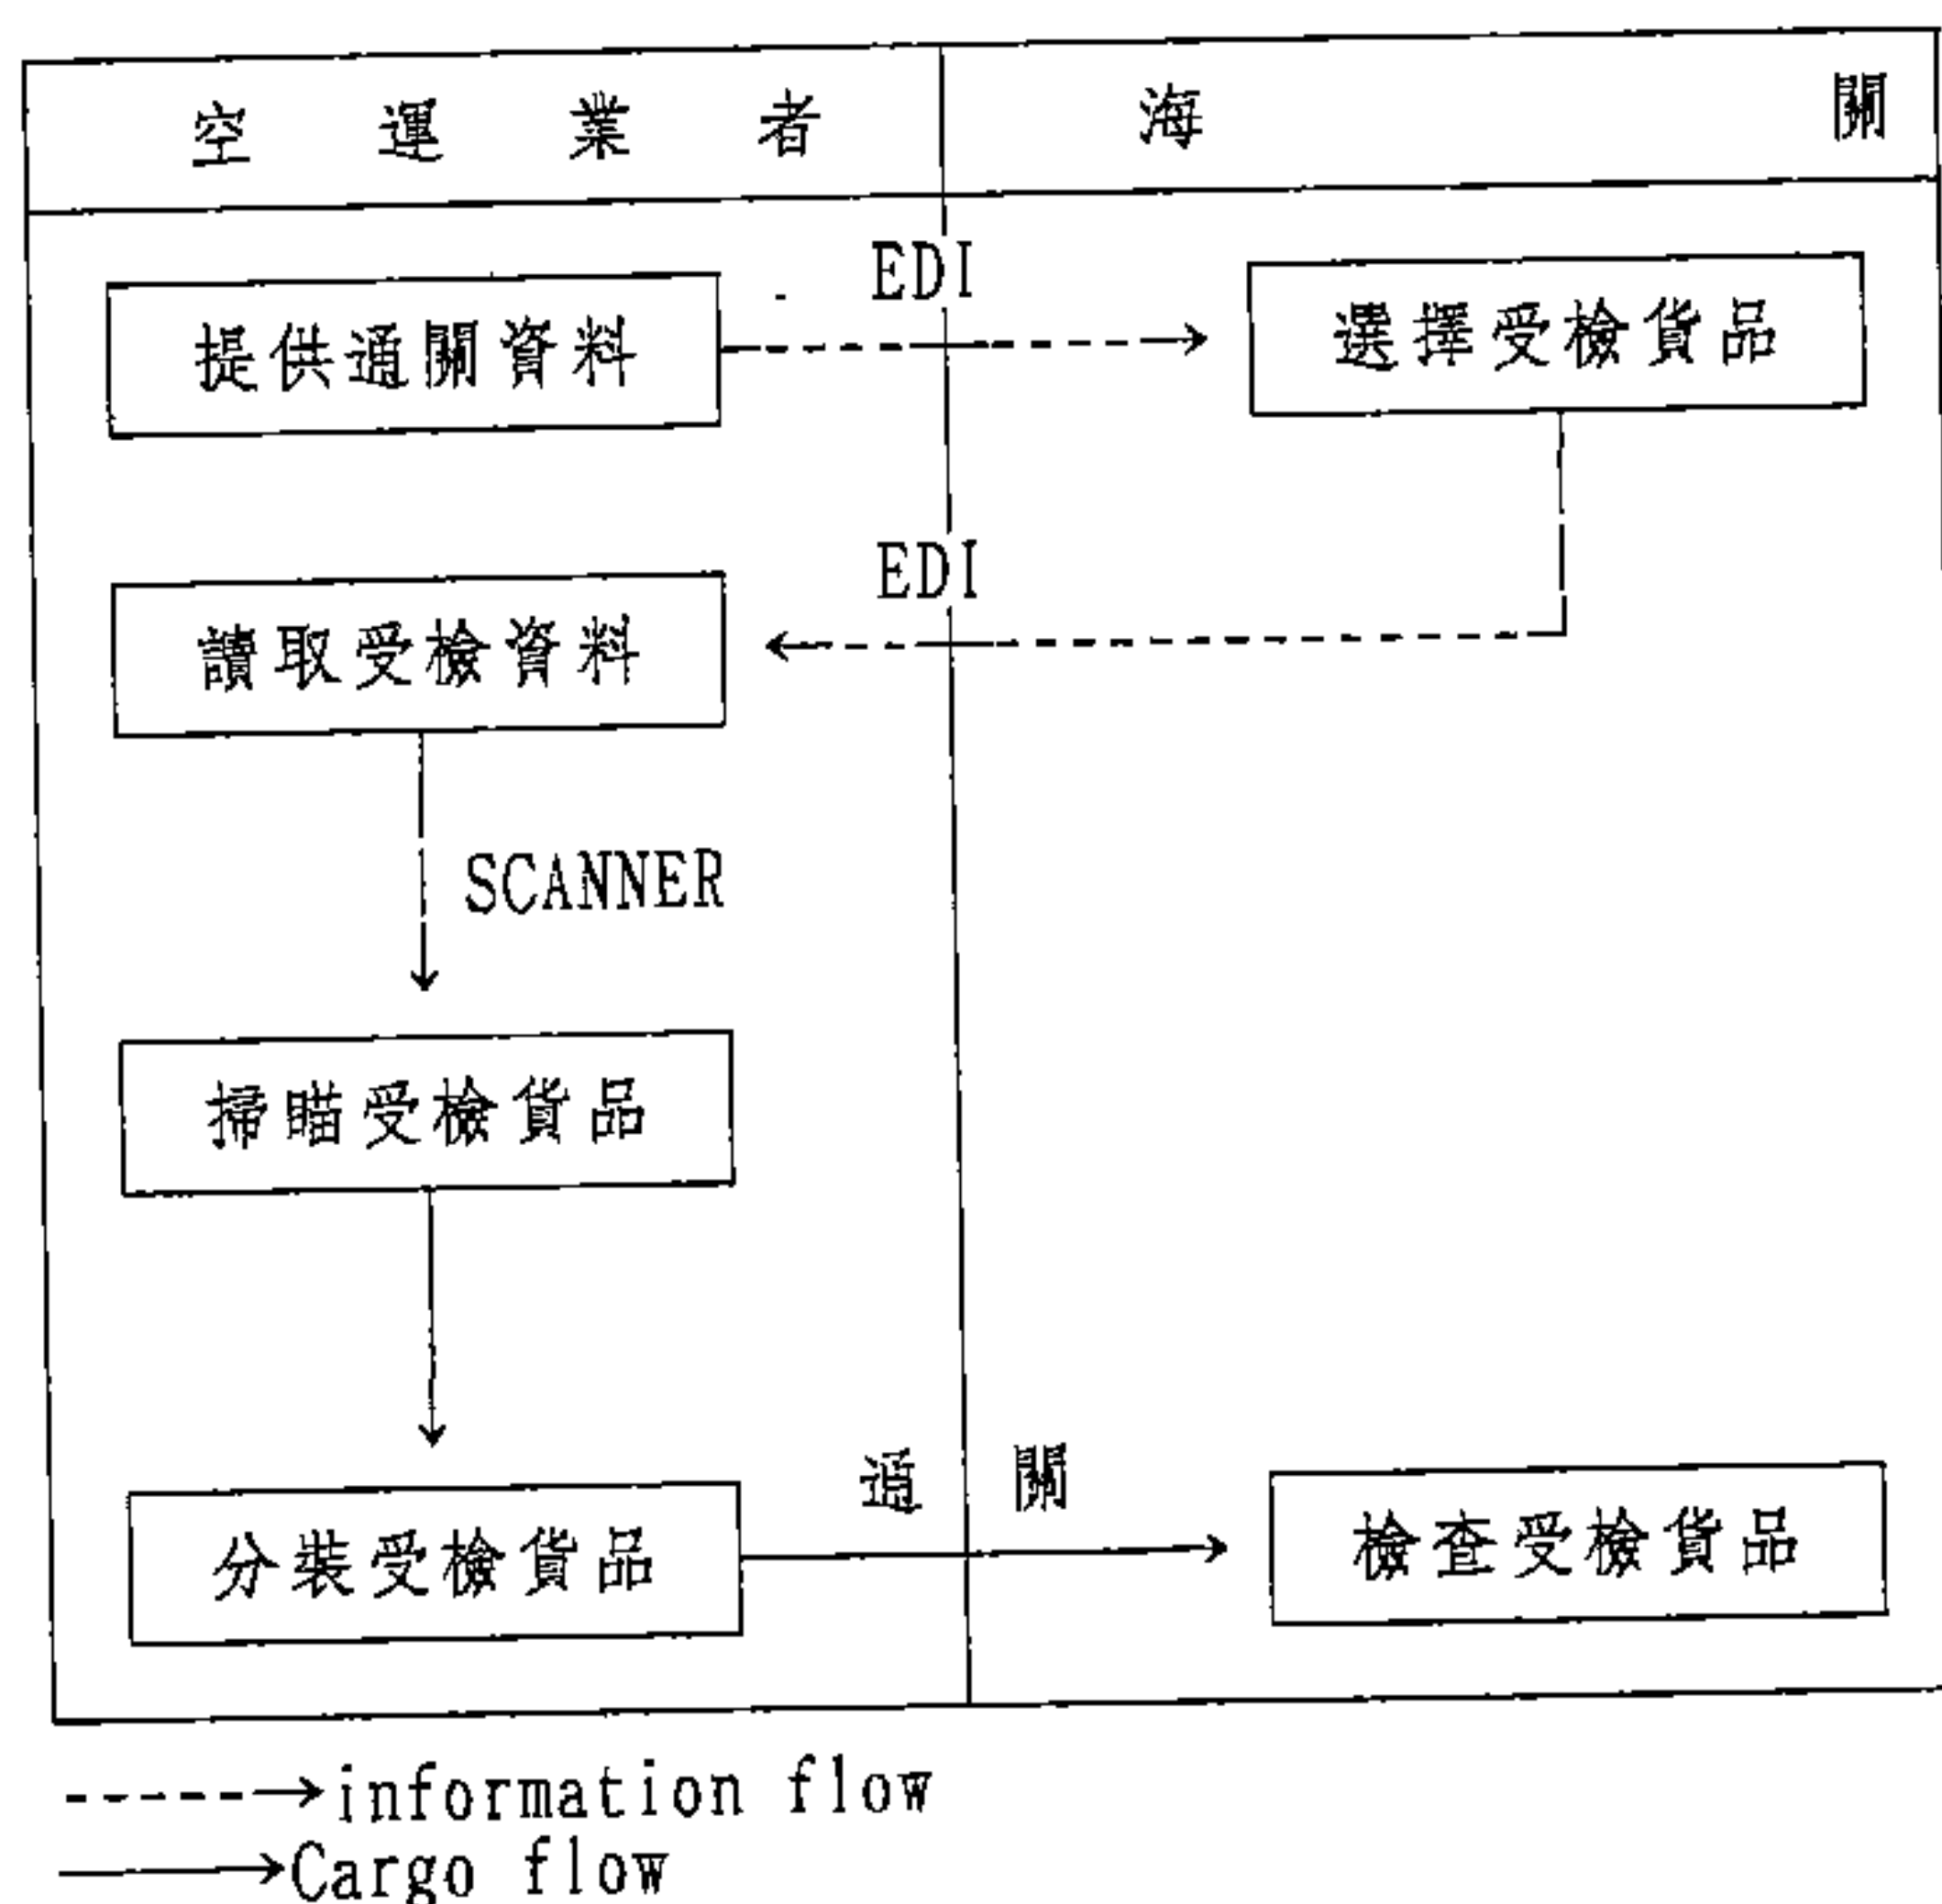 空運業者 海關
EDI
提供通關資料 選擇受檢貨品
EDI
讀取受檢資料
SCANNER
掃瞄受檢貨品
通關
分裝受檢貨品 檢查受檢貨品
information flow
Cargo flow